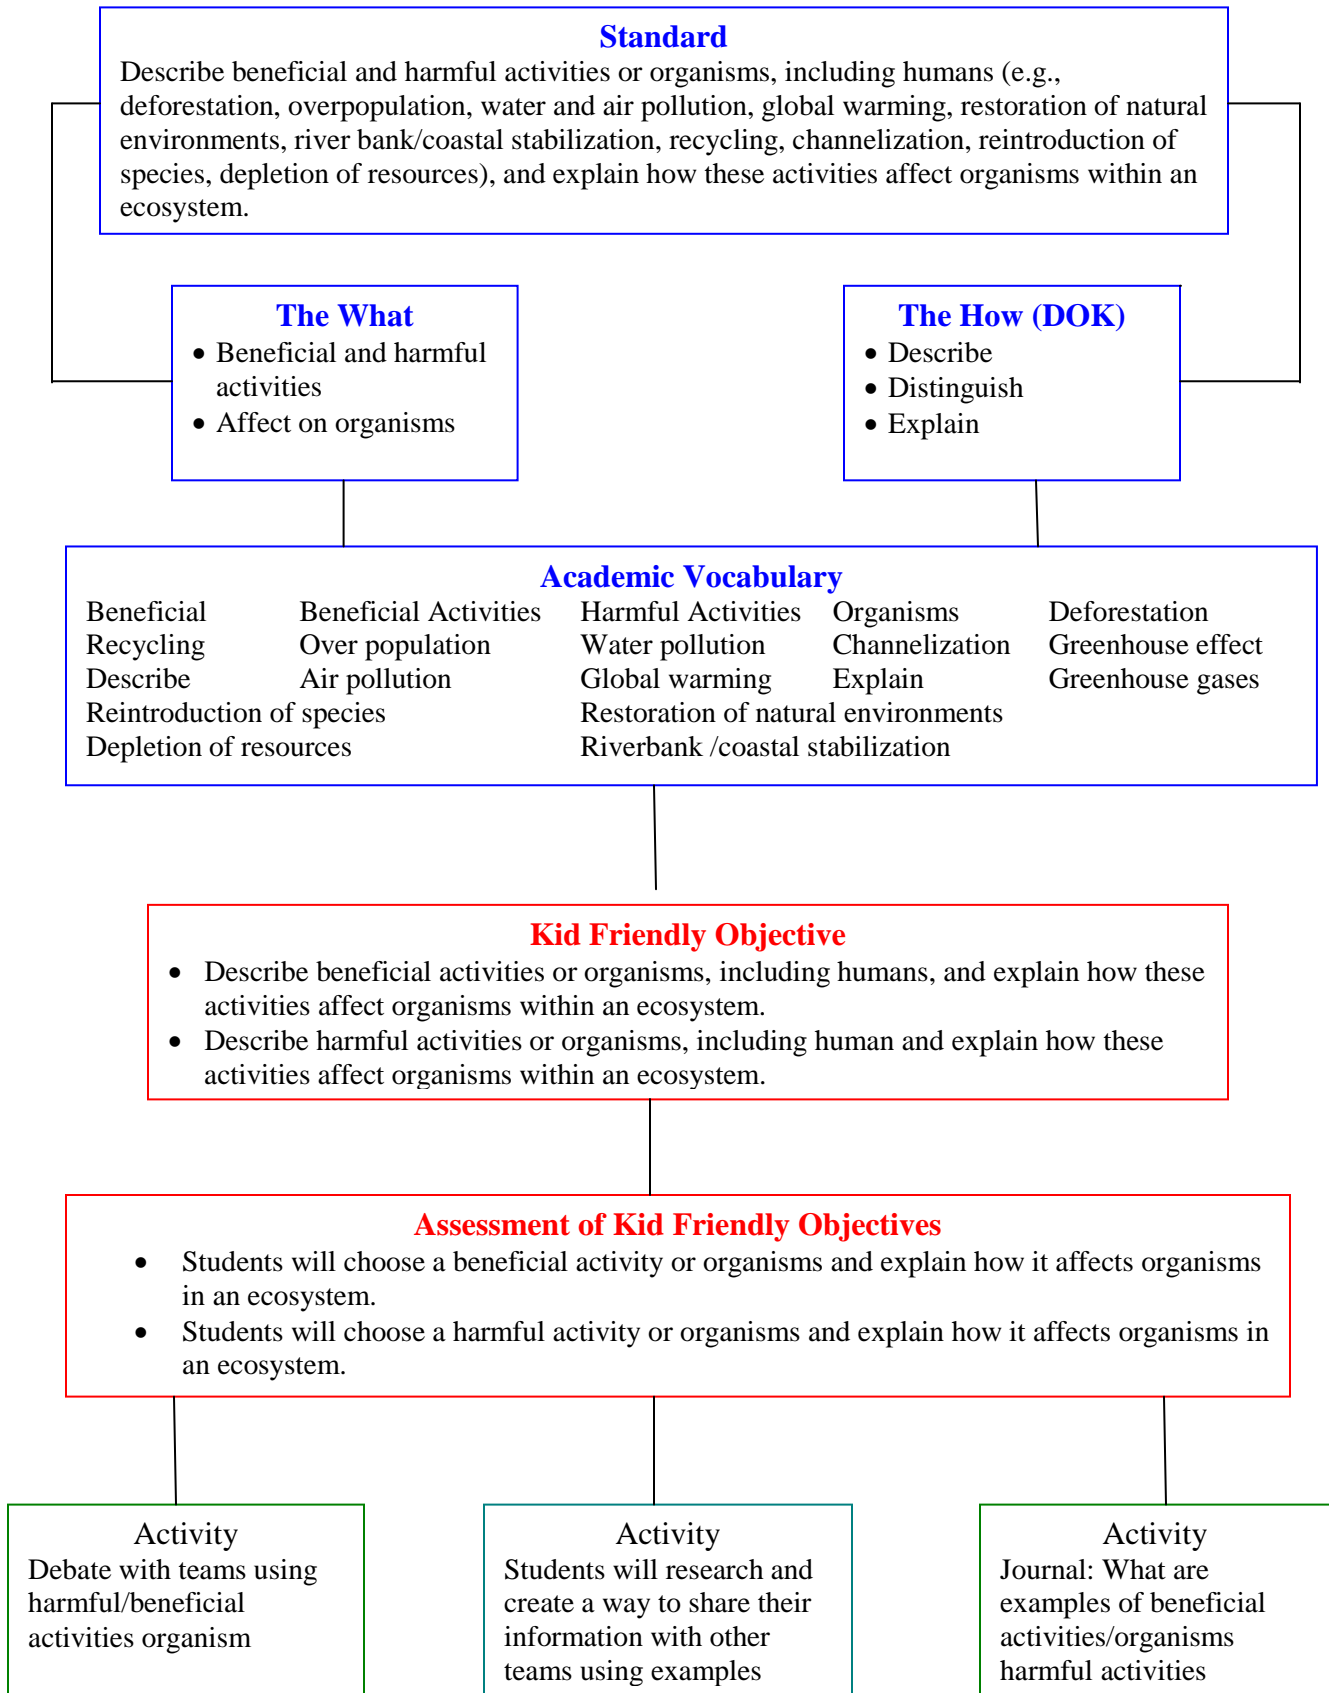 Standard
Describe beneficial and harmful activities or organisms, including humans (e.g.,
deforestation, overpopulation, water and air pollution, global warming, restoration of natural
environments, river bank/coastal stabilization, recycling, channelization, reintroduction of
species, depletion of resources), and explain how these activities affect organisms within an
ecosystem.
The What
• Beneficial and harmful
activities
• Affect on organisms
The How (DOK)
• Describe
• Distinguish
• Explain
Academic Vocabulary
Beneficial Beneficial Activities Harmful Activities Organisms Deforestation
Recycling Over population Water pollution Channelization Greenhouse effect
Describe Air pollution Global warming Explain Greenhouse gases
Reintroduction of species Restoration of natural environments
Depletion of resources Riverbank /coastal stabilization
Kid Friendly Objective
• Describe beneficial activities or organisms, including humans, and explain how these
activities affect organisms within an ecosystem.
• Describe harmful activities or organisms, including human and explain how these
activities affect organisms within an ecosystem.
Assessment of Kid Friendly Objectives
• Students will choose a beneficial activity or organisms and explain how it affects organisms
in an ecosystem.
• Students will choose a harmful activity or organisms and explain how it affects organisms in
an ecosystem.
Activity
Debate with teams using
harmful/beneficial
activities organism
Activity
Students will research and
create a way to share their
information with other
teams using examples
Activity
Journal: What are
examples of beneficial
activities/organisms
harmful activities